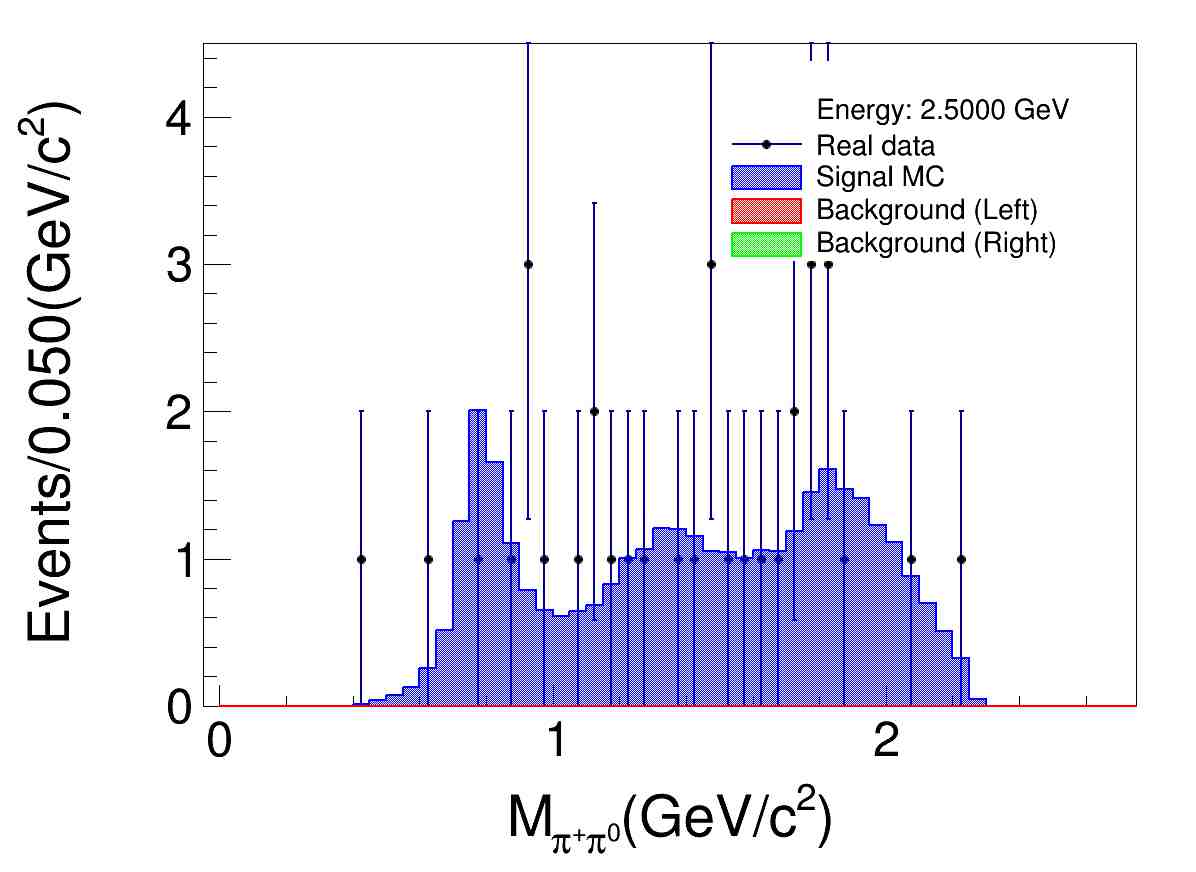 Events/0.050(GeV/c²)
4
3
2
1
0
Energy: 2.5000 GeV
Real data
Signal MC
Background (Left)
Background (Right)
0 1 2
M_π⁺π⁰(GeV/c²)